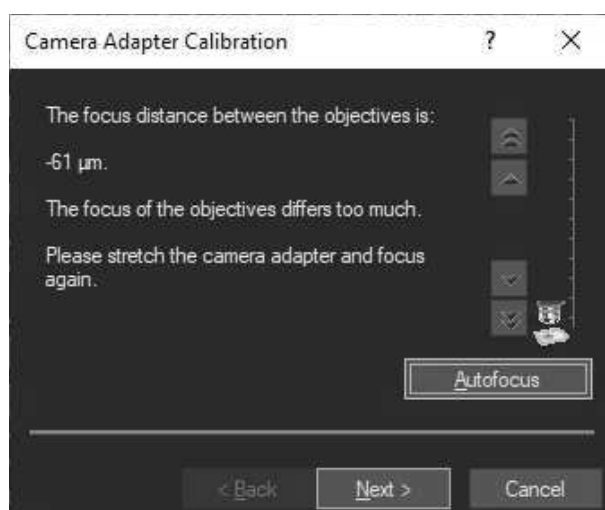 Camera Adapter Calibration ? ×
The focus distance between the objectives is:
-61 µm.
The focus of the objectives differs too much.
Please stretch the camera adapter and focus
again.
Autofocus
< Back Next > Cancel